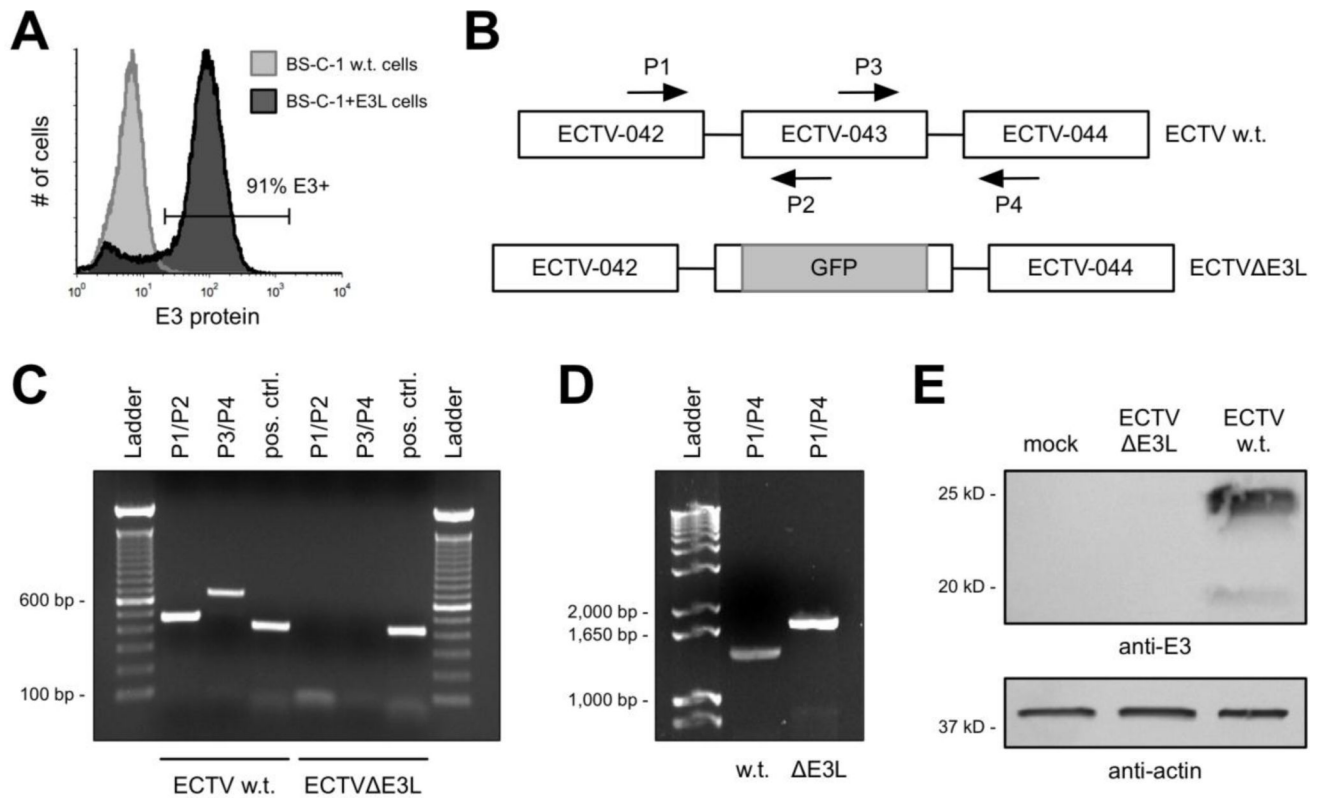 A
BS-C-1 w.t. cells
BS-C-1+E3L cells
# of cells
91% E3+
10⁰
10¹
10²
10³
10⁴
E3 protein
B
P1
P3
ECTV-042
ECTV-043
ECTV-044
ECTV w.t.
P2
P4
ECTV-042
GFP
ECTV-044
ECTVΔE3L
C
Ladder
P1/P2
P3/P4
pos. ctrl.
P1/P2
P3/P4
pos. ctrl.
Ladder
600 bp -
100 bp -
ECTV w.t.
ECTVΔE3L
D
Ladder
P1/P4
P1/P4
2,000 bp -
1,650 bp -
1,000 bp -
w.t.
ΔE3L
E
mock
ECTV
ΔE3L
ECTV
w.t.
25 kD -
20 kD -
anti-E3
37 kD -
anti-actin